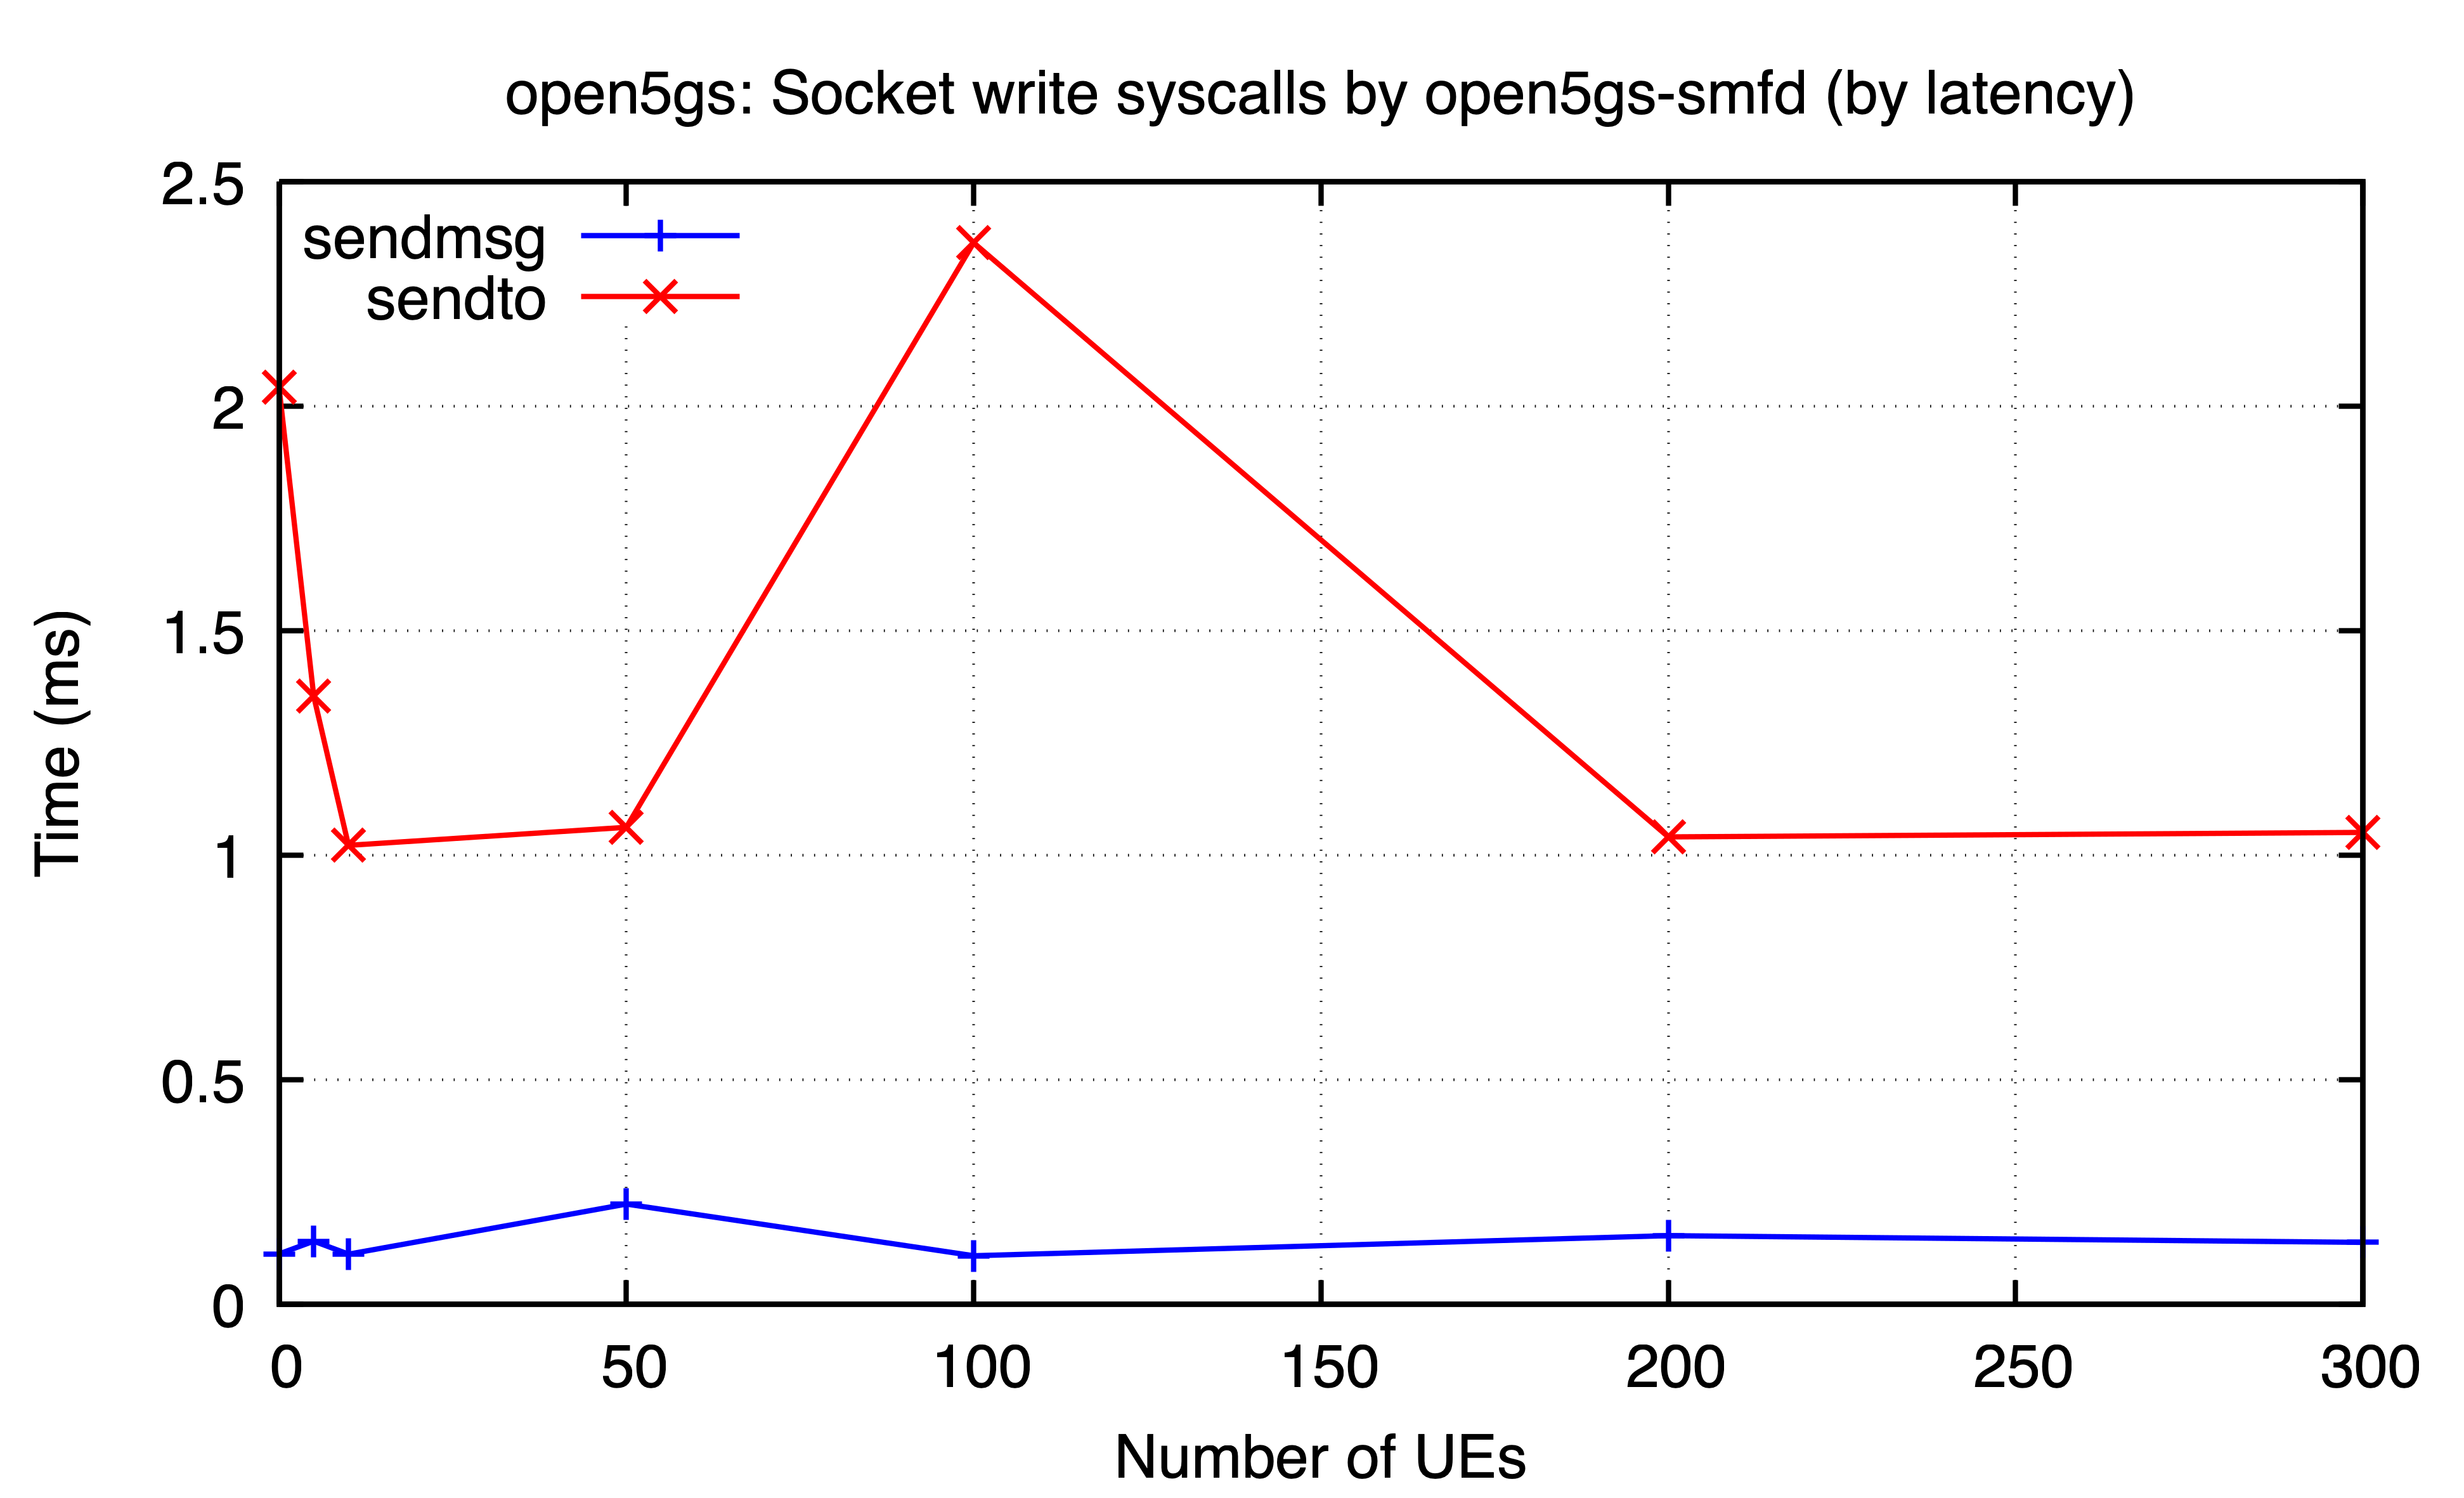 open5gs: Socket write syscalls by open5gs-smfd (by latency)
2.5
sendmsg
sendto
2
1.5
Time (ms)
1
0.5
0
0 50 100 150 200 250 300
Number of UEs